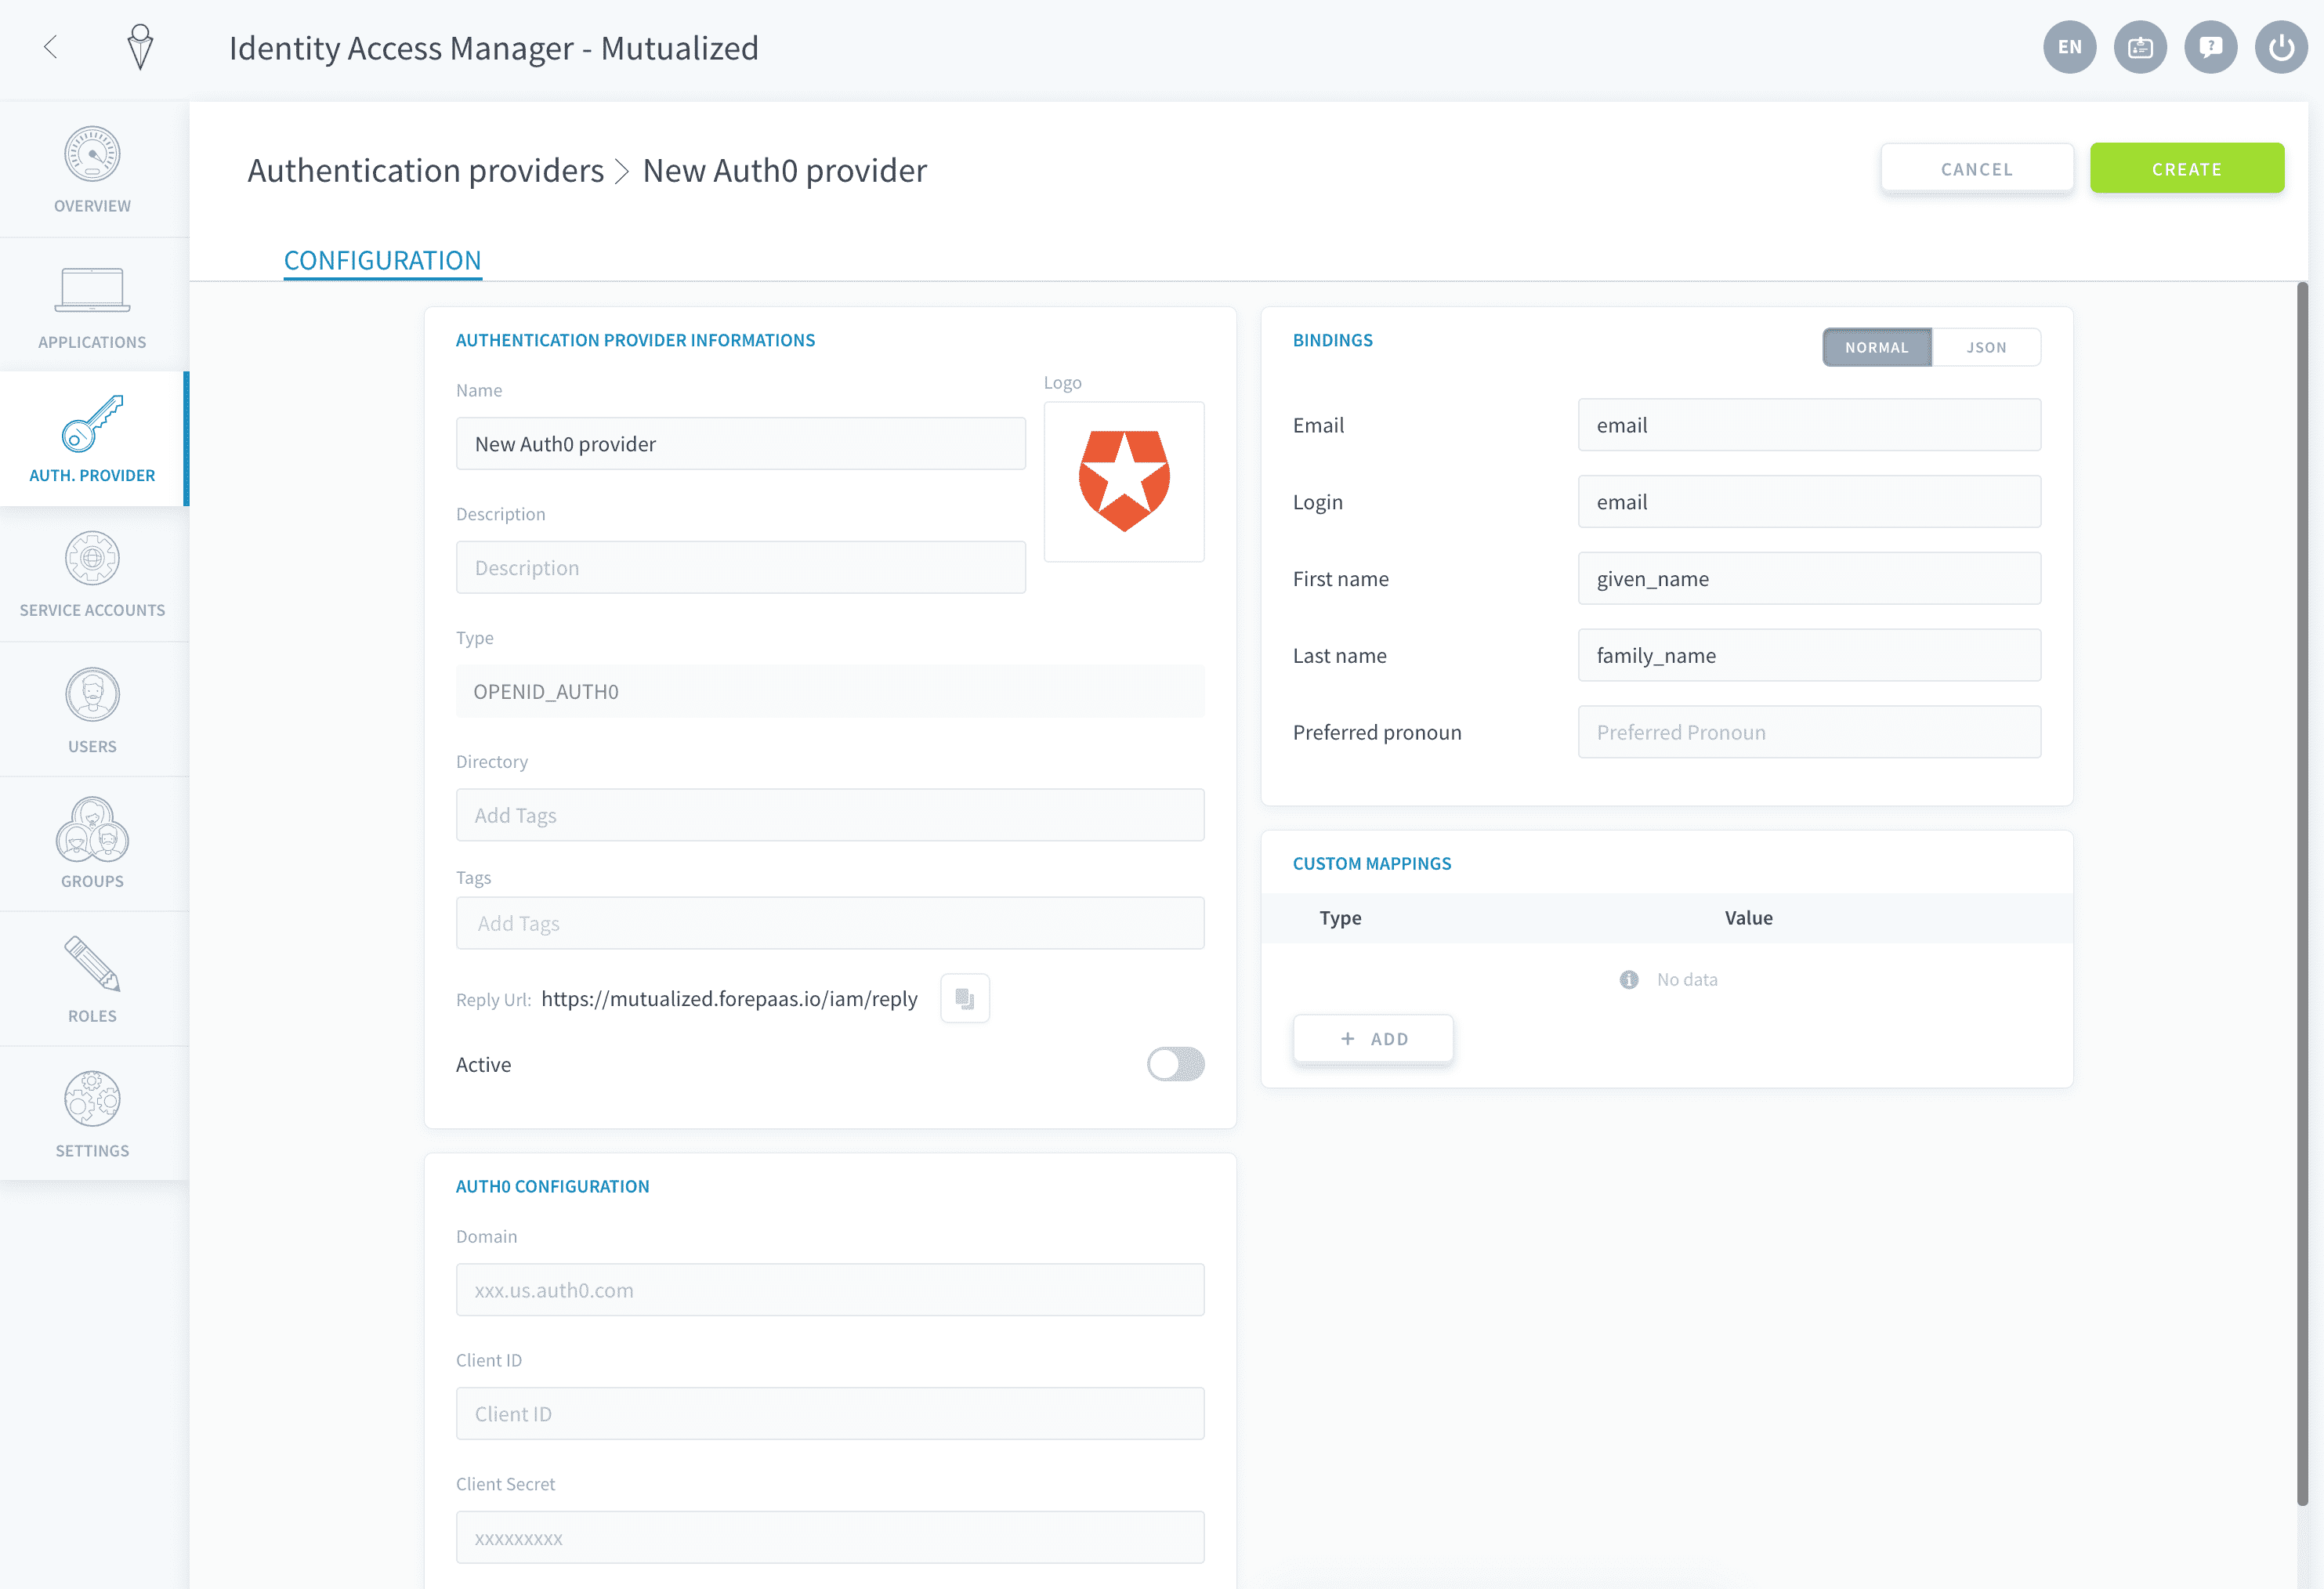 Identity Access Manager - Mutualized
EN
?
OVERVIEW
APPLICATIONS
AUTH. PROVIDER
SERVICE ACCOUNTS
USERS
GROUPS
ROLES
SETTINGS
Authentication providers > New Auth0 provider
CANCEL
CREATE
CONFIGURATION
AUTHENTICATION PROVIDER INFORMATIONS
Name
New Auth0 provider
Logo
Description
Description
Type
OPENID_AUTH0
Directory
Add Tags
Tags
Add Tags
Reply Url: https://mutualized.forepaas.io/iam/reply
Active
AUTH0 CONFIGURATION
Domain
xxx.us.auth0.com
Client ID
Client ID
Client Secret
xxxxxxxxx
BINDINGS
NORMAL
JSON
Email
email
Login
email
First name
given_name
Last name
family_name
Preferred pronoun
Preferred Pronoun
CUSTOM MAPPINGS
Type
Value
No data
+ ADD